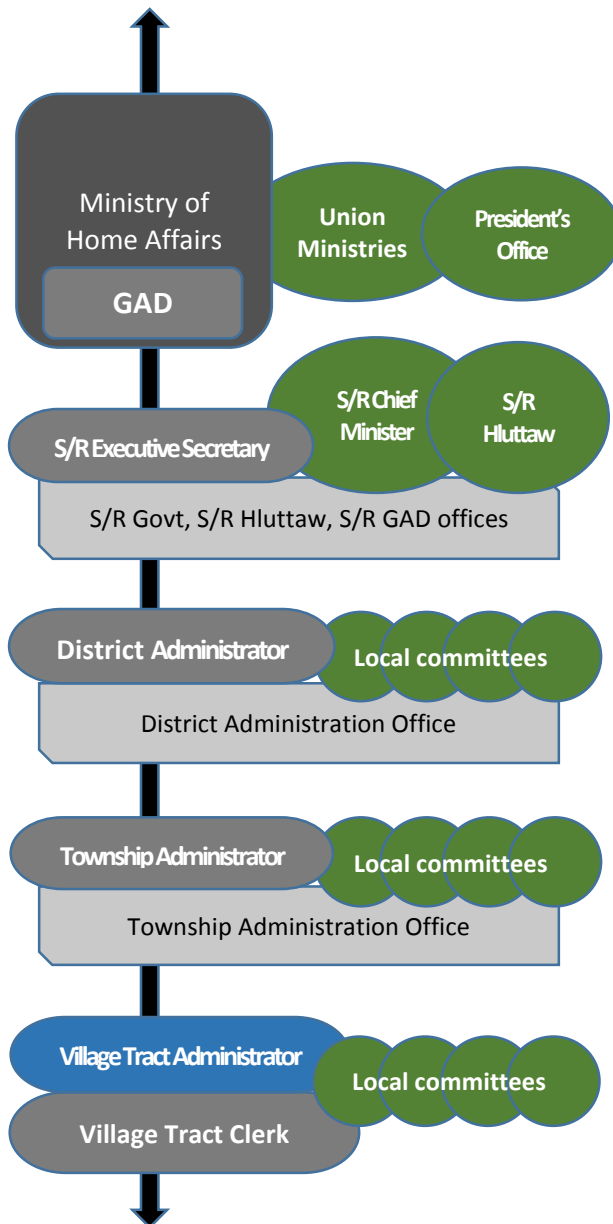 Ministry of
Home Affairs
GAD
Union
Ministries
President's
Office
S/R Chief
Minister
S/R
Hluttaw
S/R Executive Secretary
S/R Govt, S/R Hluttaw, S/R GAD offices
District Administrator
Local committees
District Administration Office
Township Administrator
Local committees
Township Administration Office
Village Tract Administrator
Local committees
Village Tract Clerk